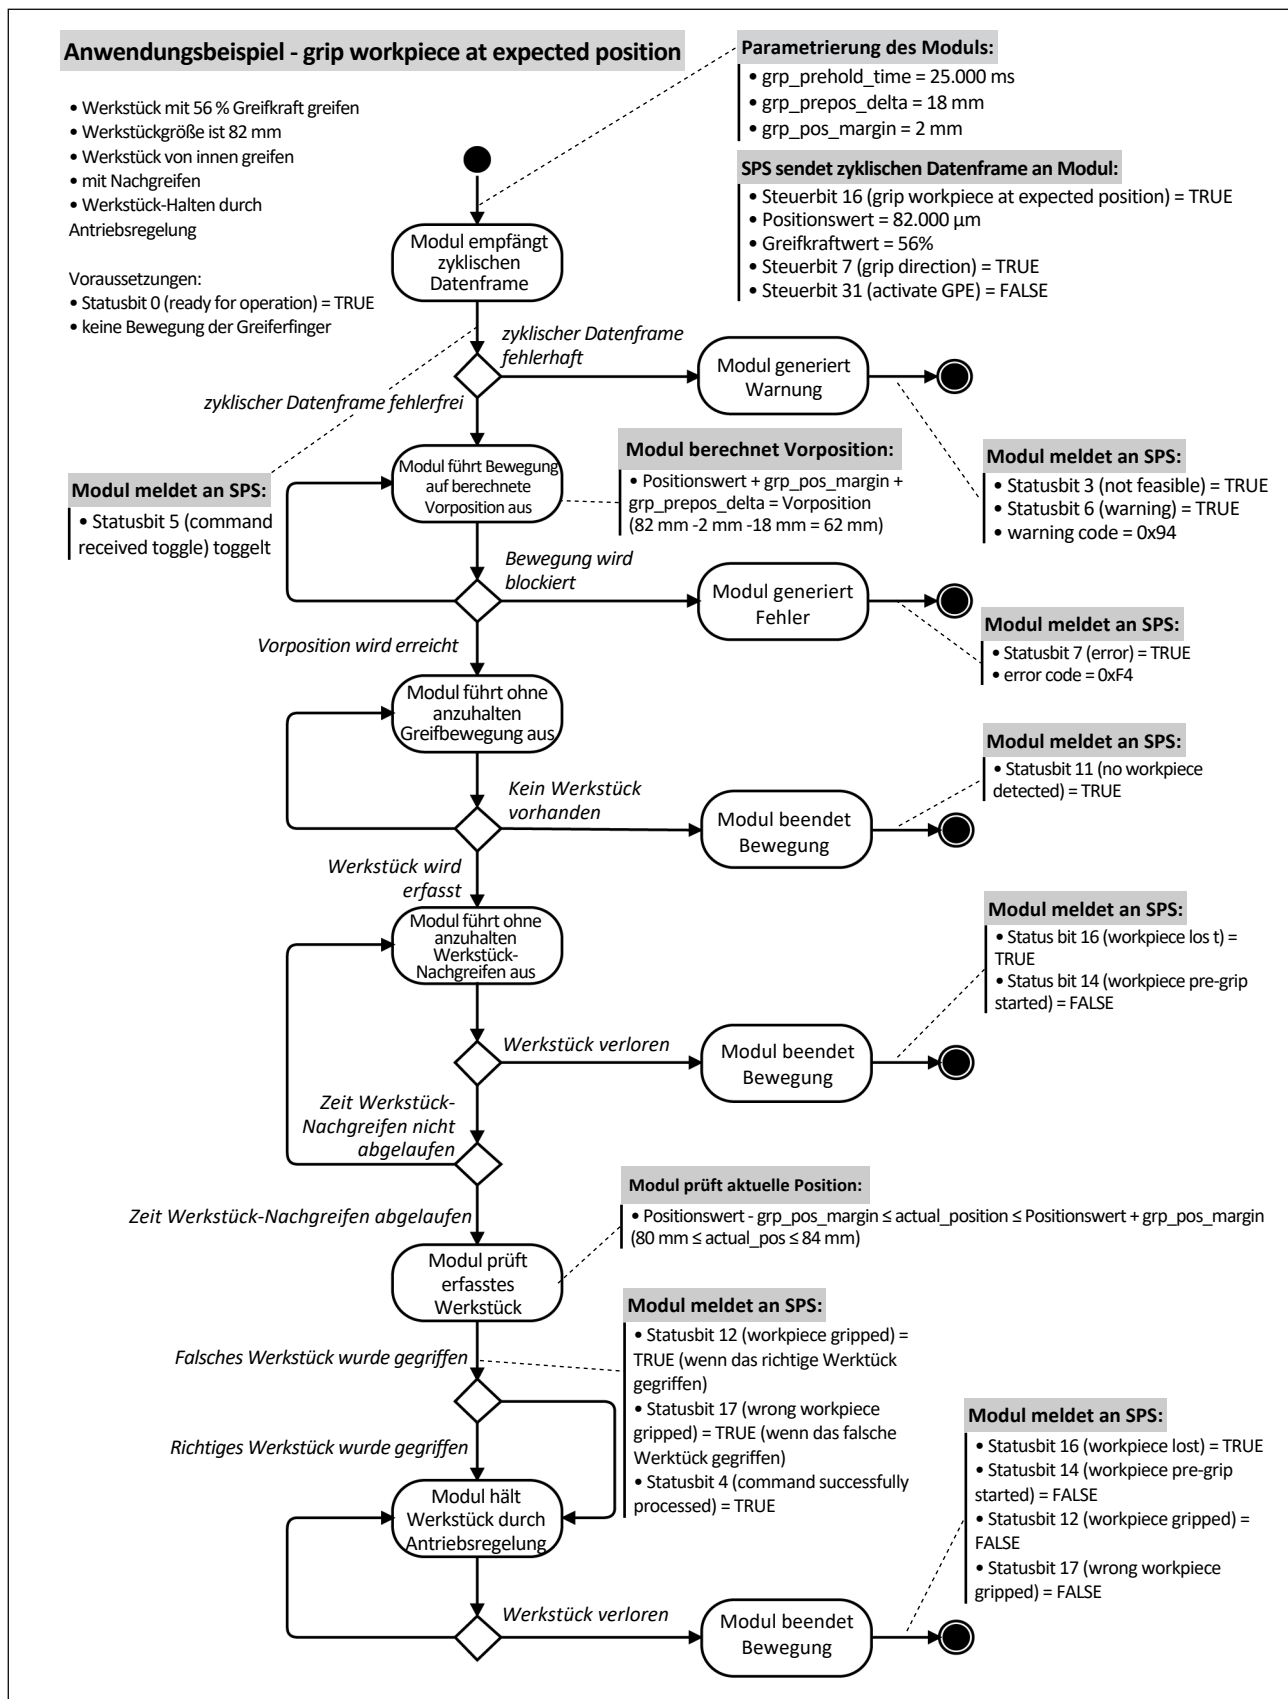 Anwendungsbeispiel - grip workpiece at expected position
• Werkstück mit 56 % Greifkraft greifen
• Werkstückgröße ist 82 mm
• Werkstück von innen greifen
• mit Nachgreifen
• Werkstück-Halten durch
Antriebsregelung
Voraussetzungen:
• Statusbit 0 (ready for operation) = TRUE
• keine Bewegung der Greiferfinger
Parametrierung des Moduls:
• grp_prehold_time = 25.000 ms
• grp_prepos_delta = 18 mm
• grp_pos_margin = 2 mm
SPS sendet zyklischen Datenframe an Modul:
• Steuerbit 16 (grip workpiece at expected position) = TRUE
• Positionswert = 82.000 µm
• Greifkraftwert = 56%
• Steuerbit 7 (grip direction) = TRUE
• Steuerbit 31 (activate GPE) = FALSE
Modul empfängt
zyklischen
Datenframe
zyklischer Datenframe
fehlerhaft
Modul generiert
Warnung
zyklischer Datenframe fehlerfrei
Modul meldet an SPS:
• Statusbit 3 (not feasible) = TRUE
• Statusbit 6 (warning) = TRUE
• warning code = 0x94
Modul meldet an SPS:
• Statusbit 5 (command
received toggle) toggelt
Modul führt Bewegung
auf berechnete
Vorposition aus
Modul berechnet Vorposition:
• Positionswert + grp_pos_margin +
grp_prepos_delta = Vorposition
(82 mm -2 mm -18 mm = 62 mm)
Bewegung wird
blockiert
Modul generiert
Fehler
Modul meldet an SPS:
• Statusbit 7 (error) = TRUE
• error code = 0xF4
Vorposition wird erreicht
Modul führt ohne
anzuhalten
Greifbewegung aus
Kein Werkstück
vorhanden
Modul beendet
Bewegung
Modul meldet an SPS:
• Statusbit 11 (no workpiece
detected) = TRUE
Werkstück wird
erfasst
Modul führt ohne
anzuhalten
Werkstück-
Nachgreifen aus
Werkstück verloren
Modul beendet
Bewegung
Modul meldet an SPS:
• Status bit 16 (workpiece los t) =
TRUE
• Status bit 14 (workpiece pre-grip
started) = FALSE
Zeit Werkstück-
Nachgreifen nicht
abgelaufen
Zeit Werkstück-Nachgreifen abgelaufen
Modul prüft aktuelle Position:
• Positionswert - grp_pos_margin ≤ actual_position ≤ Positionswert + grp_pos_margin
(80 mm ≤ actual_pos ≤ 84 mm)
Modul prüft
erfasstes
Werkstück
Modul meldet an SPS:
• Statusbit 12 (workpiece gripped) =
TRUE (wenn das richtige Werktück
gegriffen)
• Statusbit 17 (wrong workpiece
gripped) = TRUE (wenn das falsche
Werktück gegriffen)
• Statusbit 4 (command successfully
processed) = TRUE
Falsches Werkstück wurde gegriffen
Richtiges Werkstück wurde gegriffen
Modul hält
Werkstück durch
Antriebsregelung
Werkstück verloren
Modul beendet
Bewegung
Modul meldet an SPS:
• Statusbit 16 (workpiece lost) = TRUE
• Statusbit 14 (workpiece pre-grip
started) = FALSE
• Statusbit 12 (workpiece gripped) =
FALSE
• Statusbit 17 (wrong workpiece
gripped) = FALSE